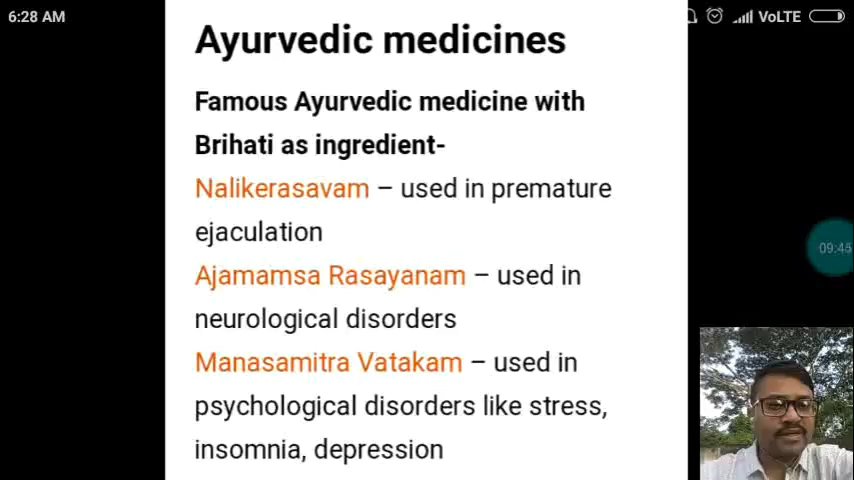 6:28 AM
VoLTE
Ayurvedic medicines
Famous Ayurvedic medicine with
Brihati as ingredient-
Nalikerasavam – used in premature
ejaculation
Ajamamsa Rasayanam – used in
neurological disorders
Manasamitra Vatakam – used in
psychological disorders like stress,
insomnia, depression
09:45